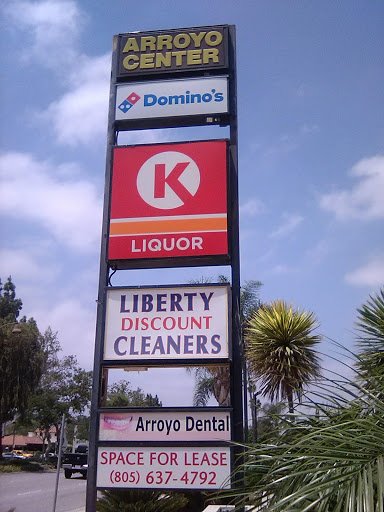 ARROYO
CENTER
Domino's
K
LIQUOR
LIBERTY
DISCOUNT
CLEANERS
Arroyo Dental
SPACE FOR LEASE
(805) 637-4792